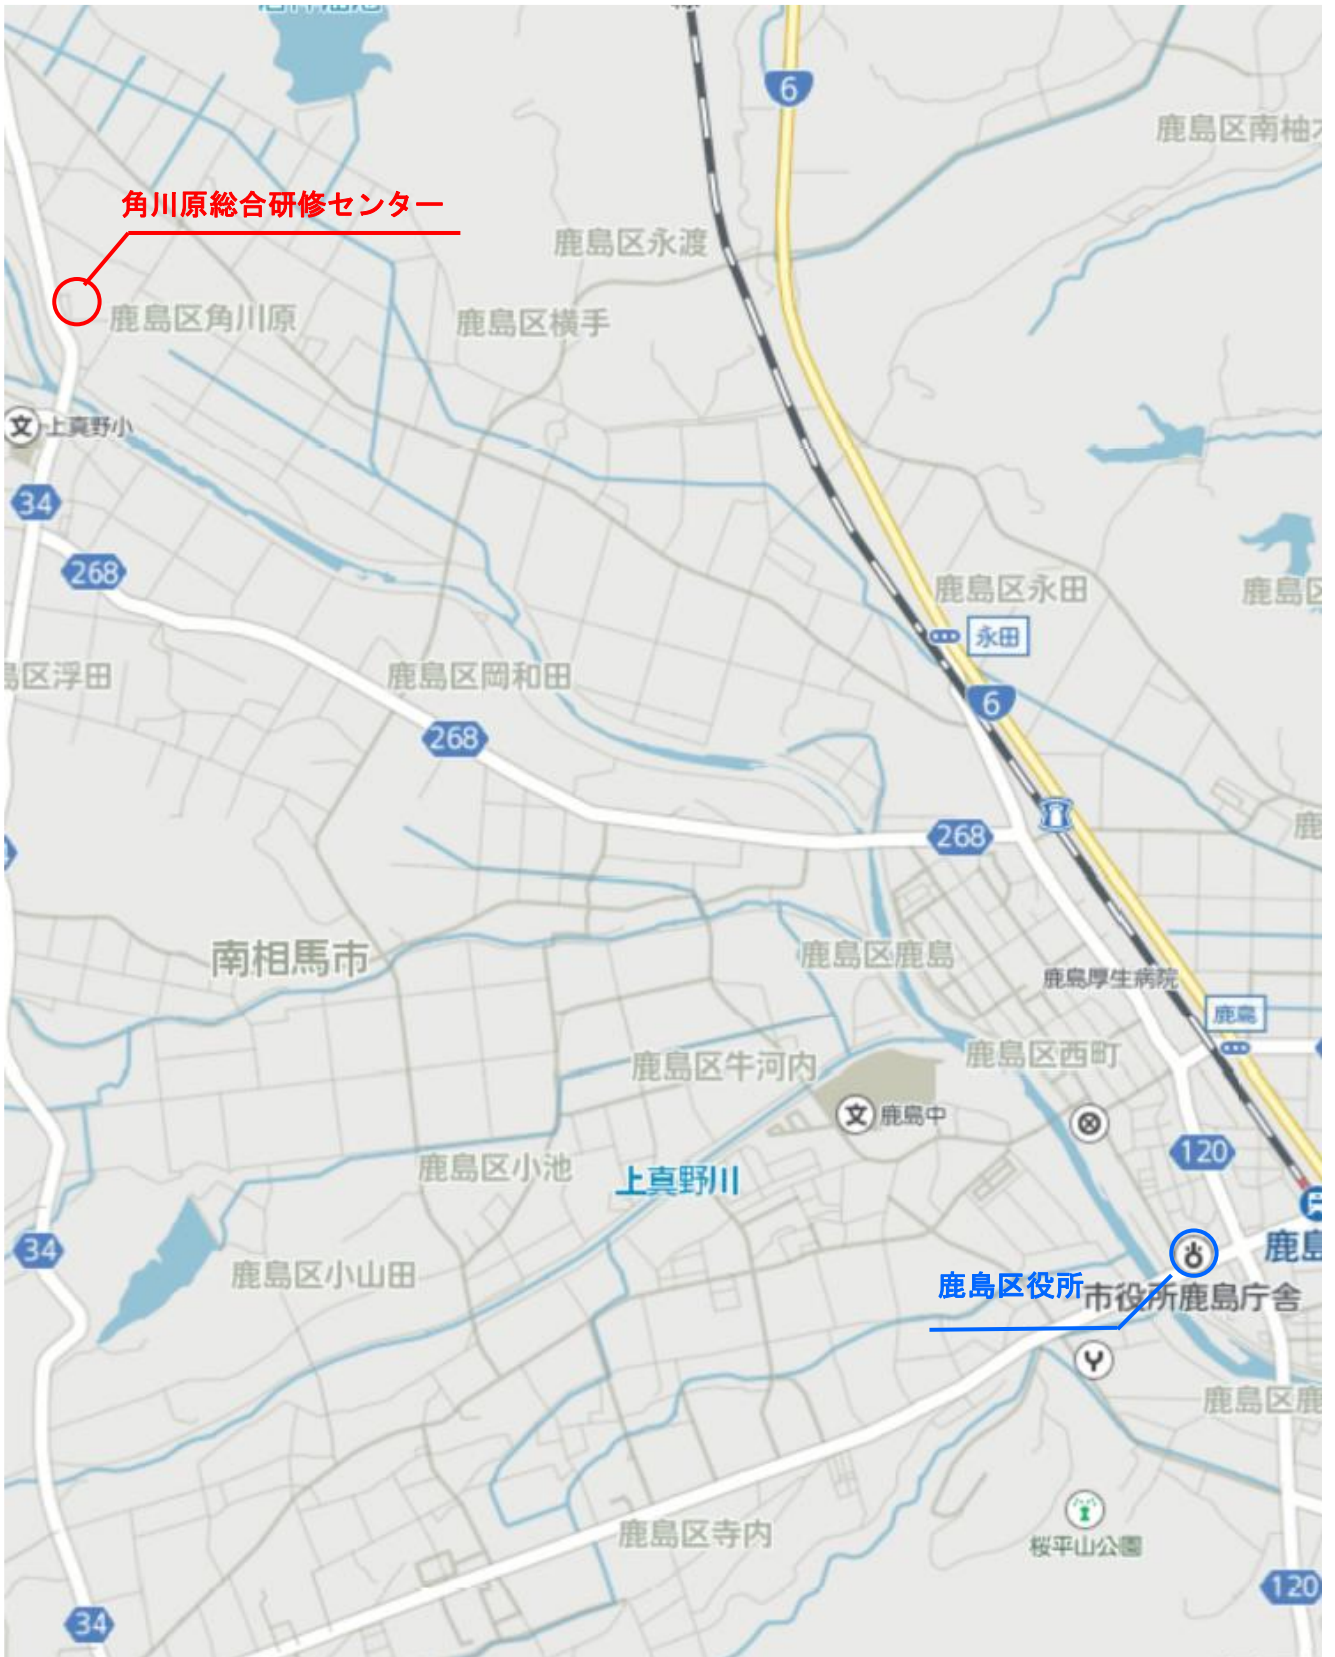 6
鹿島区南柚木
角川原総合研修センター
鹿島区永渡
鹿島区角川原
鹿島区横手
文 上真野小
34
268
鹿島区永田
鹿島区
永田
島区浮田
鹿島区岡和田
6
268
268
鹿
南相馬市
鹿島区鹿島
鹿島厚生病院
鹿島
鹿島区西町
鹿島区牛河内
文 鹿島中
120
鹿島区小池
上真野川
34
鹿島
鹿島区小山田
鹿島区役所
市役所鹿島庁舎
鹿島区鹿
鹿島区寺内
桜平山公園
120
34